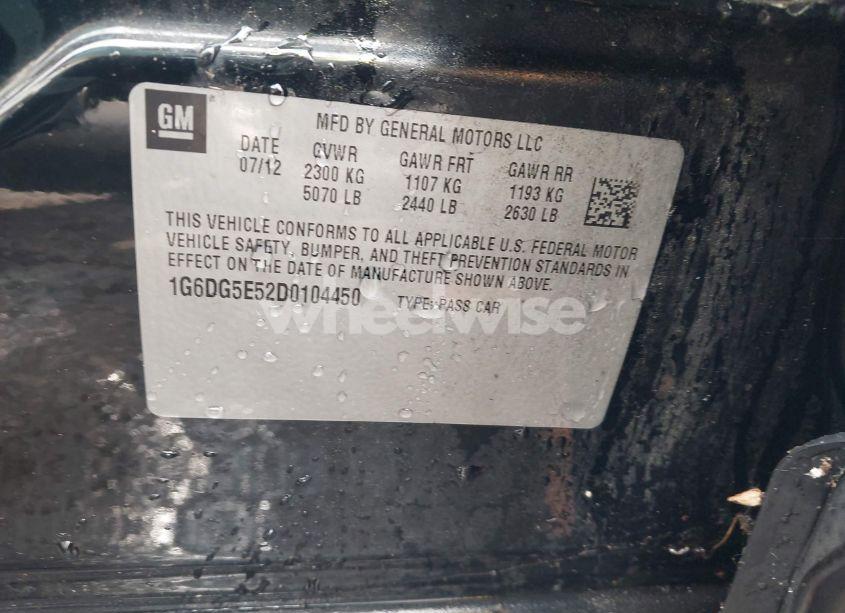 GM
MFD BY GENERAL MOTORS LLC
DATE GVWR GAWR FRT GAWR RR
07/12 2300 KG 1107 KG 1193 KG
5070 LB 2440 LB 2630 LB
THIS VEHICLE CONFORMS TO ALL APPLICABLE U.S. FEDERAL MOTOR
VEHICLE SAFETY, BUMPER, AND THEFT PREVENTION STANDARDS IN
EFFECT ON THE DATE OF MANUFACTURE SHOWN ABOVE.
1G6DG5E52D0104450 TYPE: PASS CAR
wheelwise